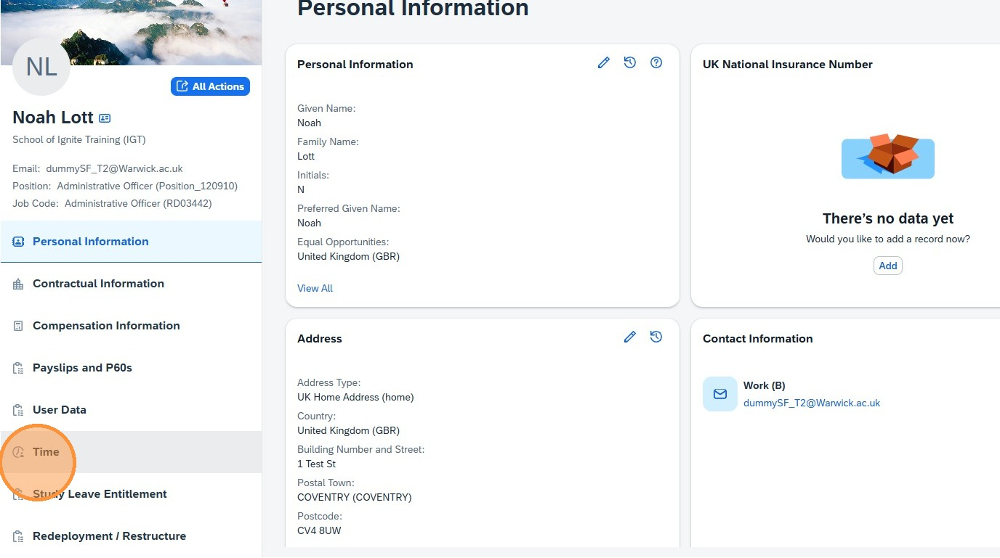 NL
All Actions
Noah Lott
School of Ignite Training (IGT)
Email: dummySF_T2@Warwick.ac.uk
Position: Administrative Officer (Position_120910)
Job Code: Administrative Officer (RD03442)
Personal Information
Contractual Information
Compensation Information
Payslips and P60s
User Data
Time
Study Leave Entitlement
Redeployment / Restructure
Personal Information
Personal Information
Given Name:
Noah
Family Name:
Lott
Initials:
N
Preferred Given Name:
Noah
Equal Opportunities:
United Kingdom (GBR)
View All
UK National Insurance Number
There’s no data yet
Would you like to add a record now?
Add
Address
Address Type:
UK Home Address (home)
Country:
United Kingdom (GBR)
Building Number and Street:
1 Test St
Postal Town:
COVENTRY (COVENTRY)
Postcode:
CV4 8UW
Contact Information
Work (B)
dummySF_T2@Warwick.ac.uk